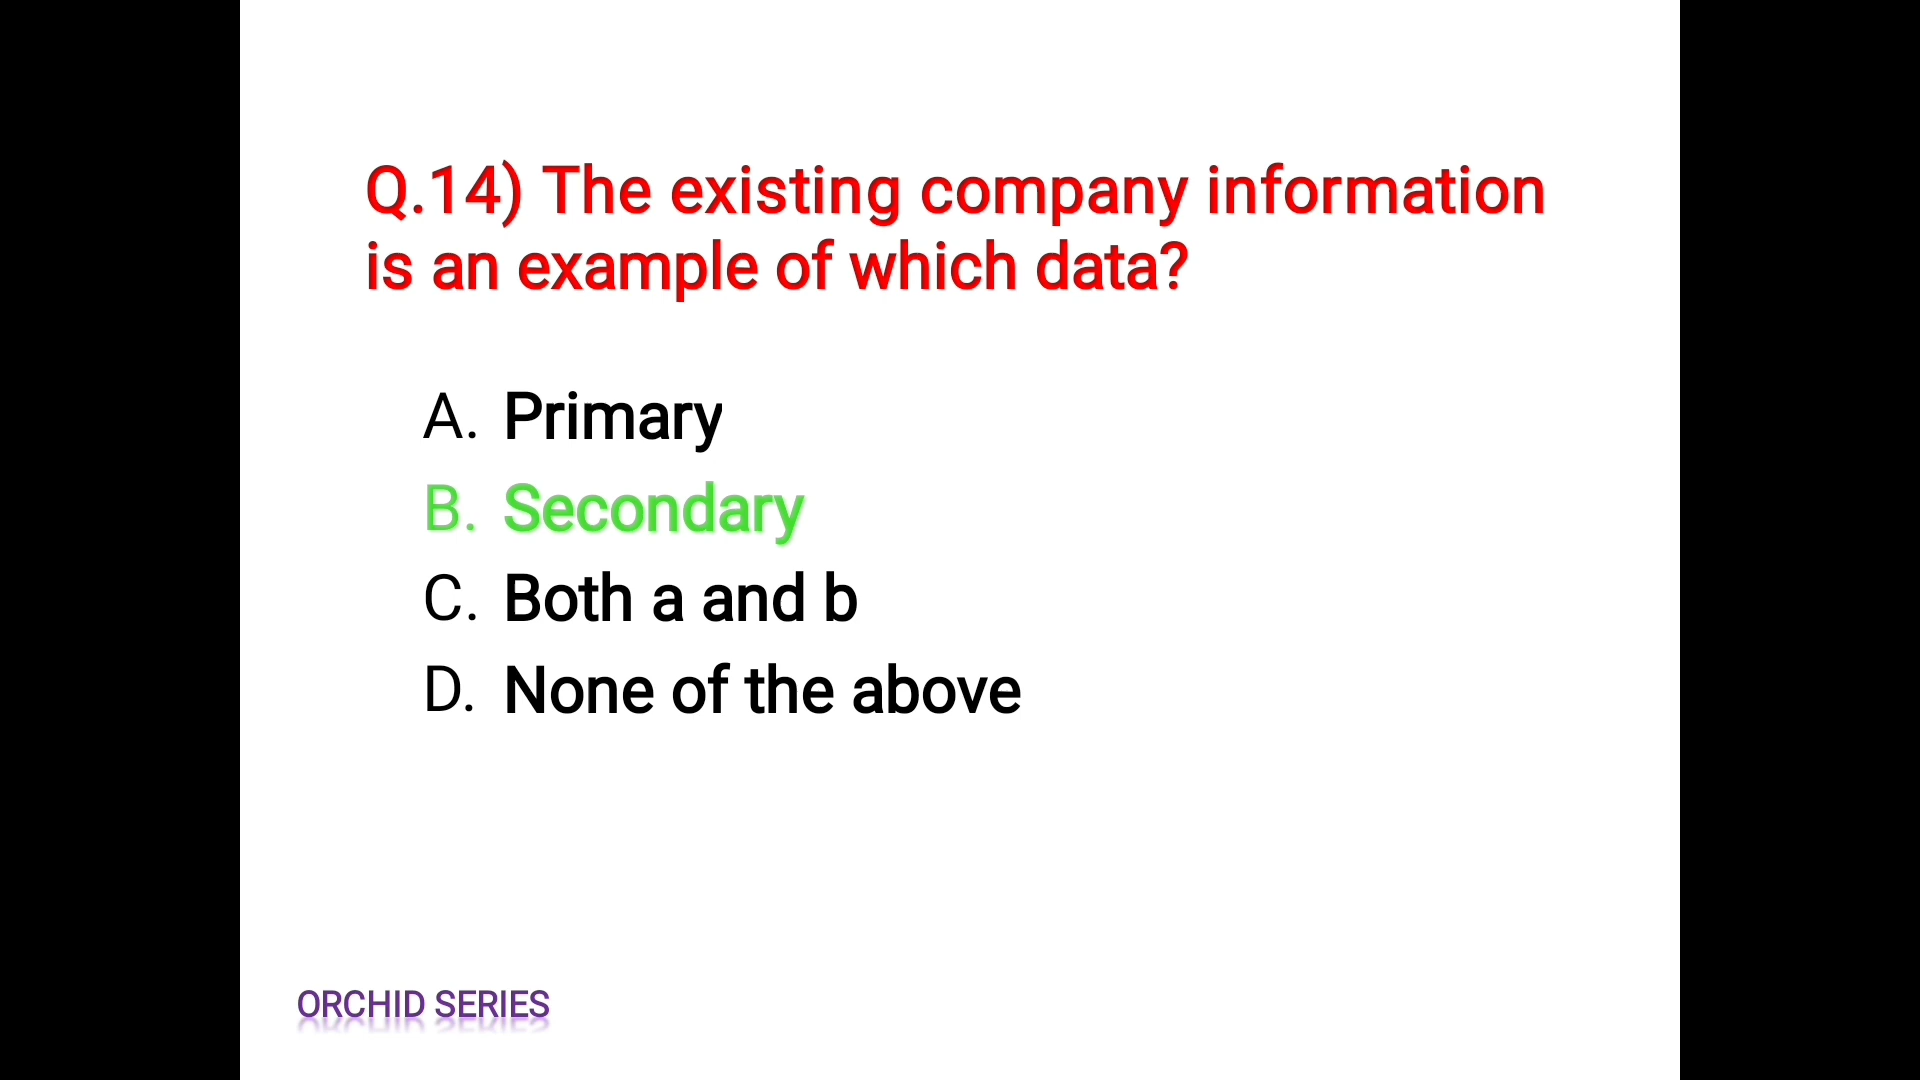 Q.14) The existing company information
is an example of which data?
A. Primary
B. Secondary
C. Both a and b
D. None of the above
ORCHID SERIES